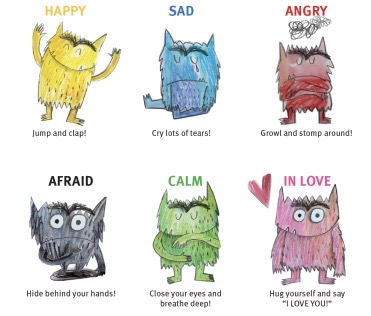 HAPPY
SAD
ANGRY
Jump and clap!
Cry lots of tears!
Growl and stomp around!
AFRAID
CALM
IN LOVE
Hide behind your hands!
Close your eyes and
breathe deep!
Hug yourself and say
“I LOVE YOU!”